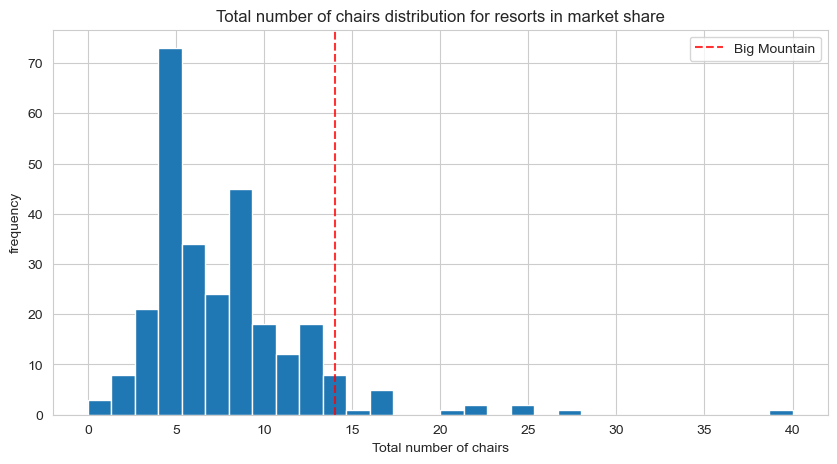 Total number of chairs distribution for resorts in market share
Big Mountain
frequency
70
60
50
40
30
20
10
0
0 5 10 15 20 25 30 35 40
Total number of chairs